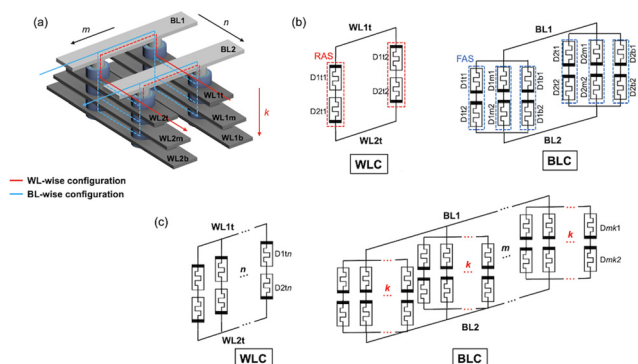 (a)
m
n
BL1
BL2
WL1t
WL2t
WL1m
WL2m
WL1b
WL2b
k
WL-wise configuration
BL-wise configuration
(b)
WL1t
RAS
D1t1
D2t1
D1t2
D2t2
WL2t
WLC
BL1
FAS
D1t1
D1m1
D1b1
D1t2
D1m2
D1b2
D2t1
D2m1
D2b1
D2t2
D2m2
D2b2
BL2
BLC
(c)
WL1t
n
D1tn
D2tn
WL2t
WLC
BL1
k
k
m
k
Dmk1
Dmk2
BL2
BLC